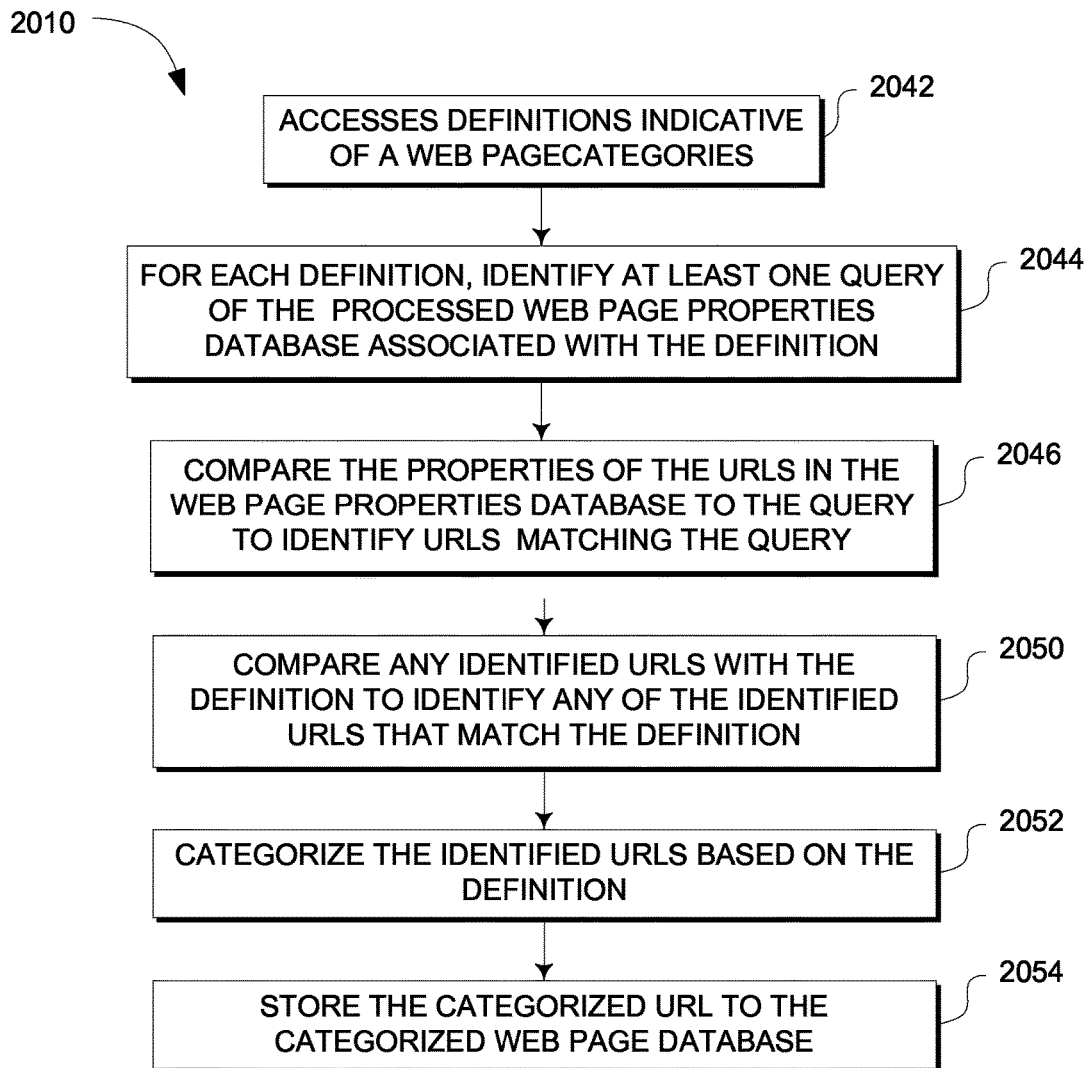 2010
2042
ACCESSES DEFINITIONS INDICATIVE
OF A WEB PAGECATEGORIES
2044
FOR EACH DEFINITION, IDENTIFY AT LEAST ONE QUERY
OF THE PROCESSED WEB PAGE PROPERTIES
DATABASE ASSOCIATED WITH THE DEFINITION
2046
COMPARE THE PROPERTIES OF THE URLS IN THE
WEB PAGE PROPERTIES DATABASE TO THE QUERY
TO IDENTIFY URLS MATCHING THE QUERY
2050
COMPARE ANY IDENTIFIED URLS WITH THE
DEFINITION TO IDENTIFY ANY OF THE IDENTIFIED
URLS THAT MATCH THE DEFINITION
2052
CATEGORIZE THE IDENTIFIED URLS BASED ON THE
DEFINITION
2054
STORE THE CATEGORIZED URL TO THE
CATEGORIZED WEB PAGE DATABASE